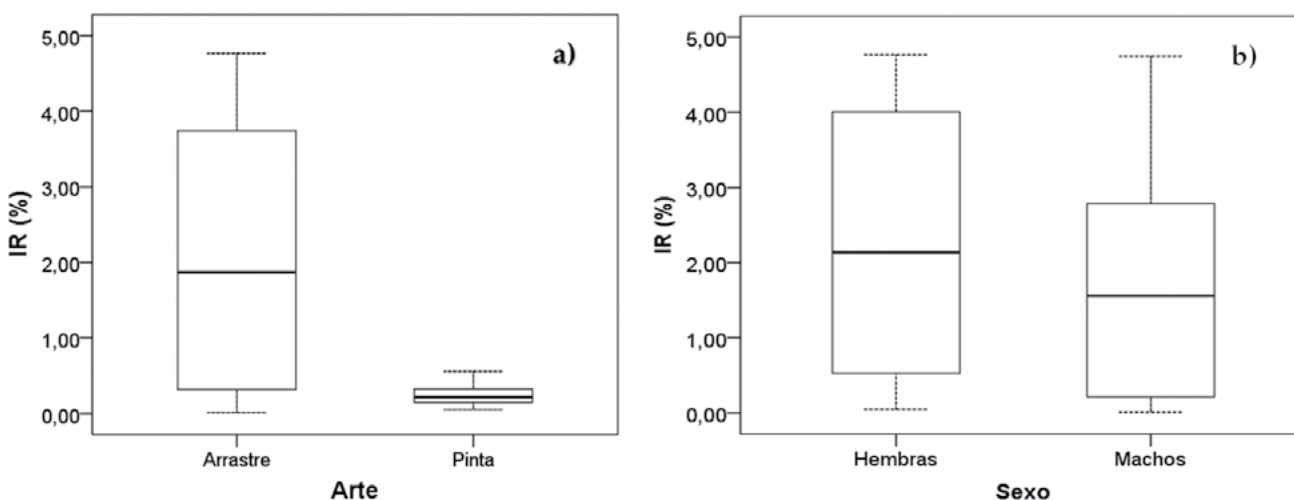 a)
5,00
4,00
3,00
2,00
1,00
0,00
IR (%)
Arrastre Pinta
Arte
b)
5,00
4,00
3,00
2,00
1,00
0,00
IR (%)
Hembras Machos
Sexo